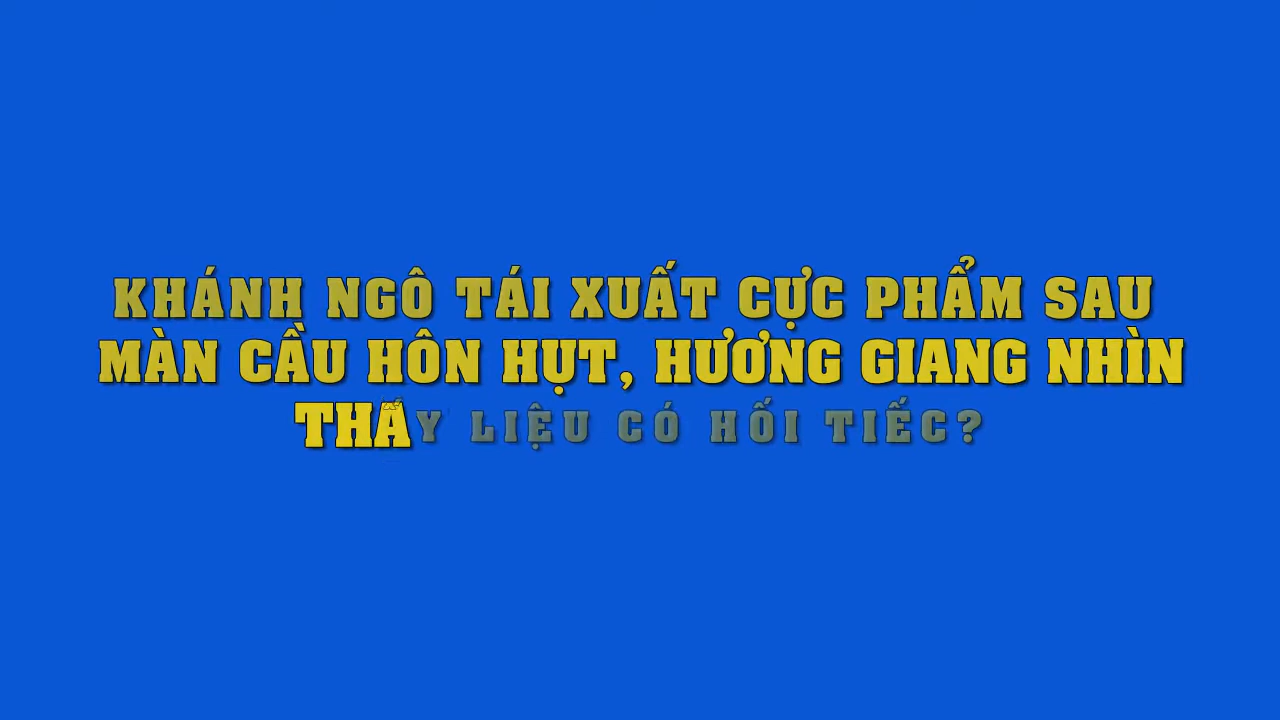 KHÁNH NGÔ TÁI XUẤT CỰC PHẨM SAU
MÀN CẦU HÔN HỤT, HƯƠNG GIANG NHÌN
THẤY LIỆU CÓ HỐI TIẾC?